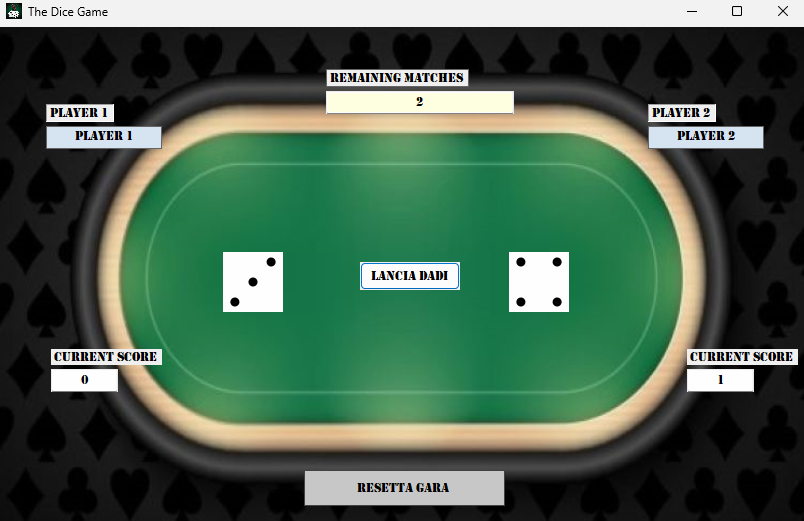 The Dice Game
REMAINING MATCHES
2
PLAYER 1
PLAYER 1
PLAYER 2
PLAYER 2
LANCIA DADI
CURRENT SCORE
0
CURRENT SCORE
1
RESETTA GARA